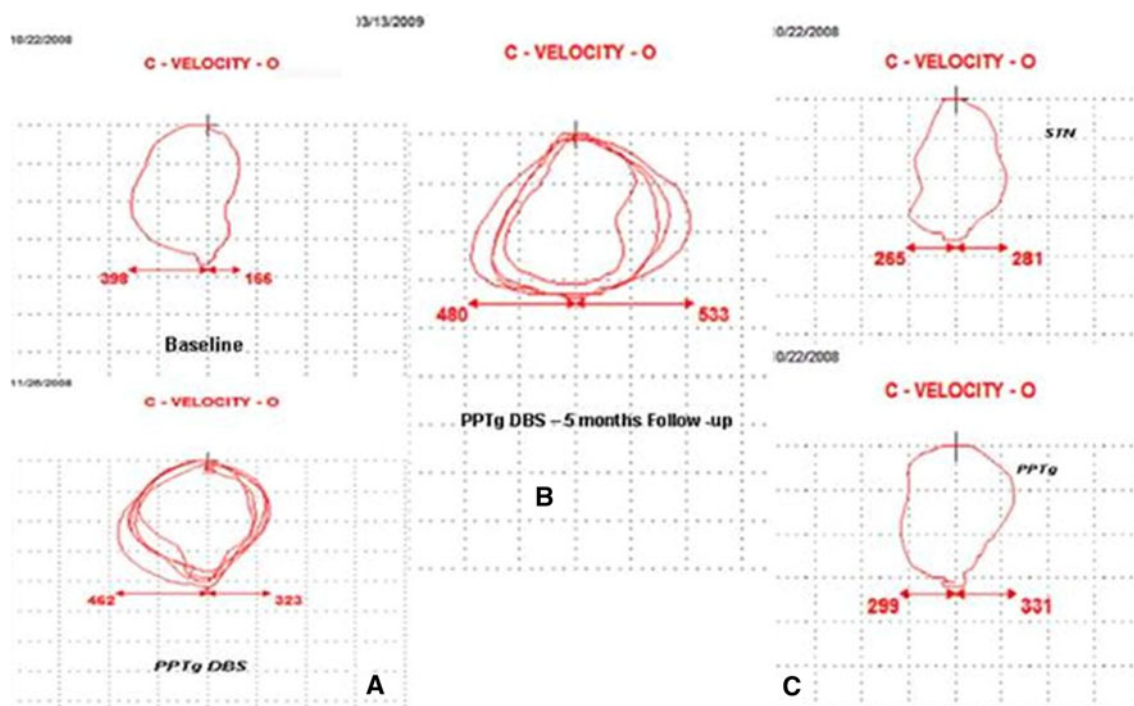 10/22/2008
C - VELOCITY - O
398 166
Baseline
11/26/2008
C - VELOCITY - O
462 323
PPTg DBS
A
03/13/2009
C - VELOCITY - O
480 533
PPTg DBS – 5 months Follow -up
B
10/22/2008
C - VELOCITY - O
STN
265 281
10/22/2008
C - VELOCITY - O
PPTg
299 331
C